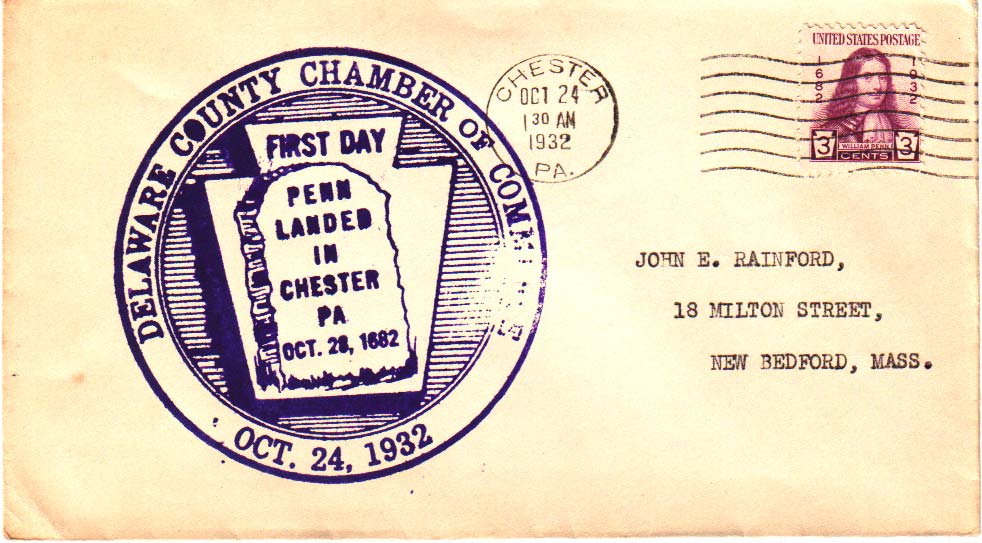 DELAWARE COUNTY CHAMBER OF COMMERCE
FIRST DAY
PENN
LANDED
IN
CHESTER
PA
OCT. 28, 1682
OCT. 24, 1932
CHESTER
OCT 24
1 30 AM
1932
PA.
UNITED STATES POSTAGE
1682
1932
WILLIAM PENN
3 3
CENTS
JOHN E. RAINFORD,
18 MILTON STREET,
NEW BEDFORD, MASS.